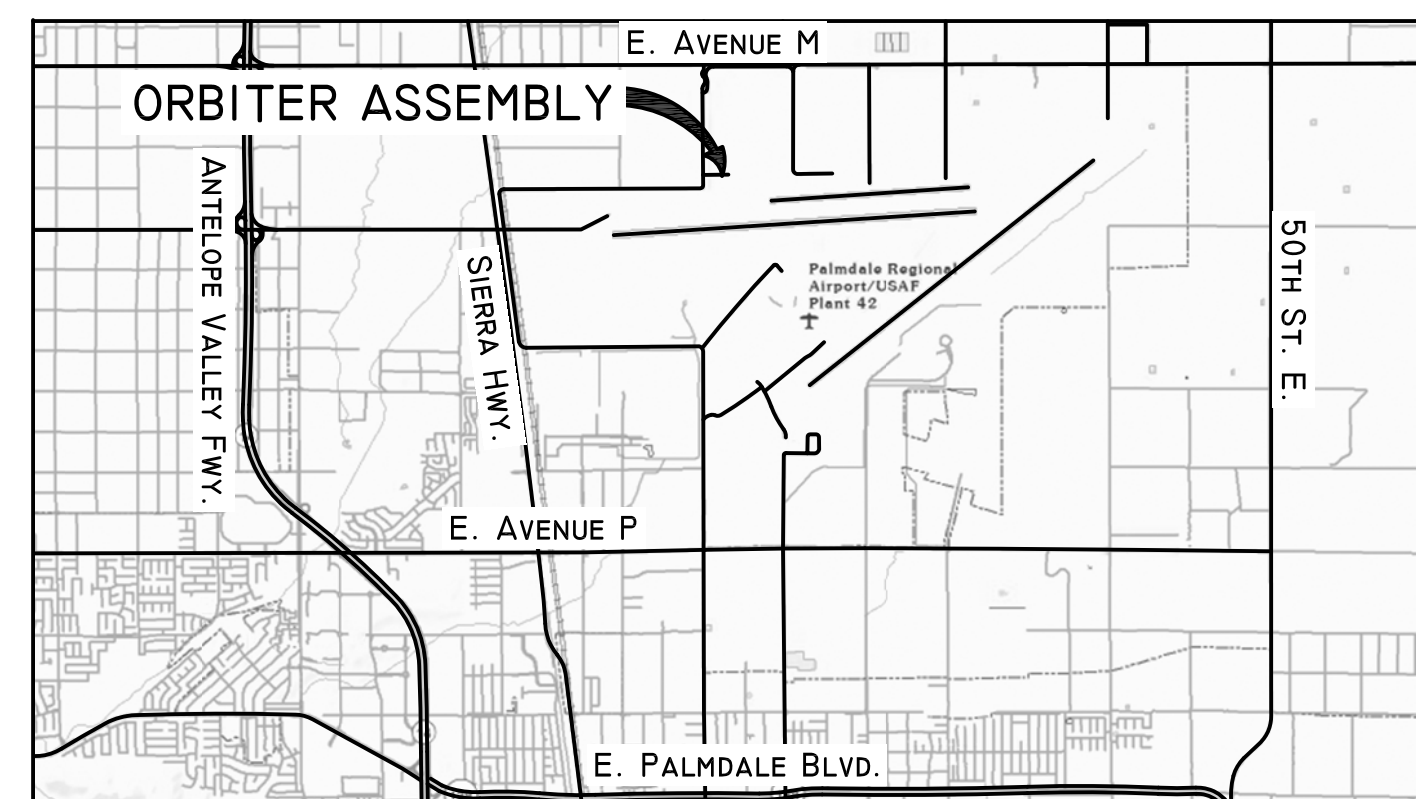 E. AVENUE M
ORBITER ASSEMBLY
ANTELOPE VALLEY FWY.
SIERRA HWY.
50TH ST. E.
Palmdale Regional
Airport/USAF
Plant 42
E. AVENUE P
E. PALMDALE BLVD.